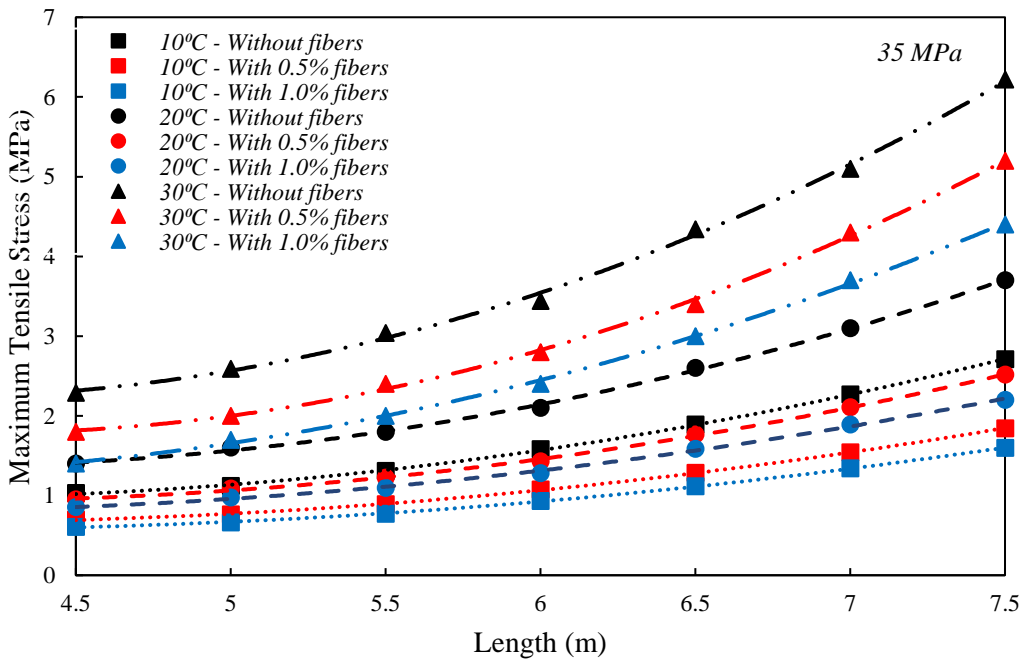 7
6
5
4
3
2
1
0
Maximum Tensile Stress (MPa)
10ºC - Without fibers
10ºC - With 0.5% fibers
10ºC - With 1.0% fibers
20ºC - Without fibers
20ºC - With 0.5% fibers
20ºC - With 1.0% fibers
30ºC - Without fibers
30ºC - With 0.5% fibers
30ºC - With 1.0% fibers
35 MPa
4.5 5 5.5 6 6.5 7 7.5
Length (m)